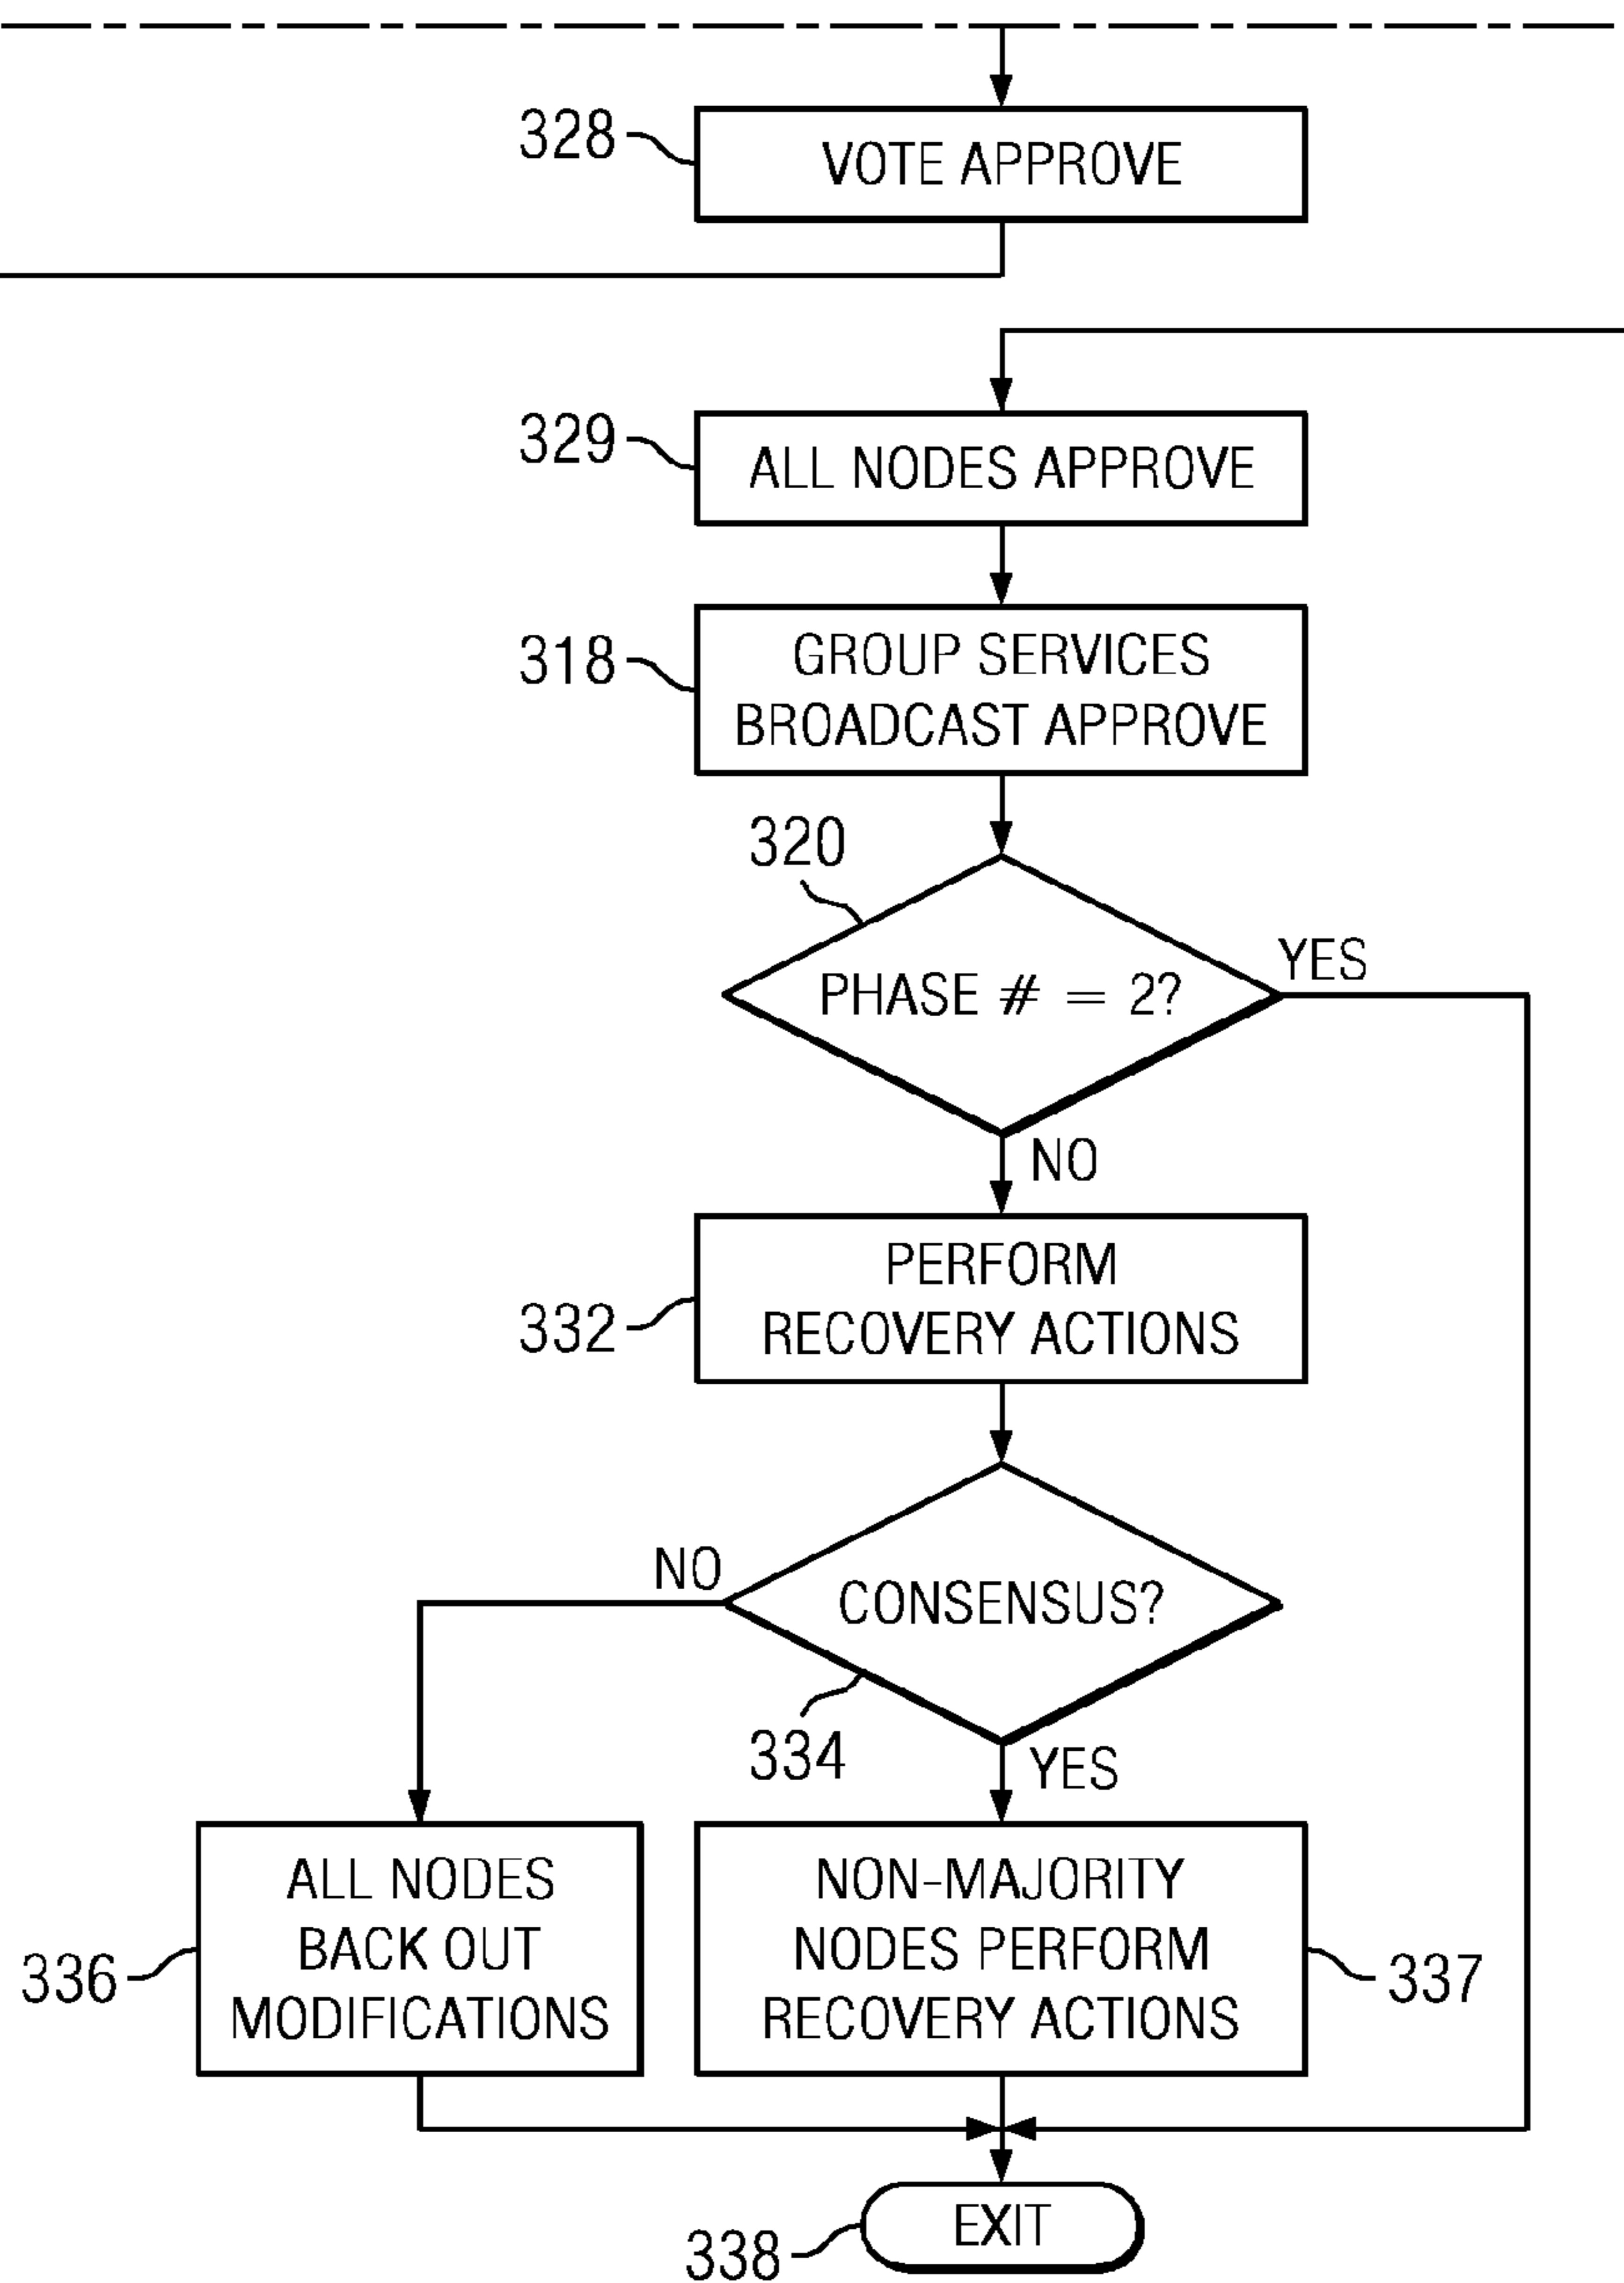 328
VOTE APPROVE
329
ALL NODES APPROVE
318
GROUP SERVICES
BROADCAST APPROVE
320
PHASE # = 2?
YES
NO
332
PERFORM
RECOVERY ACTIONS
NO
CONSENSUS?
334
YES
336
ALL NODES
BACK OUT
MODIFICATIONS
NON-MAJORITY
NODES PERFORM
RECOVERY ACTIONS
337
338
EXIT